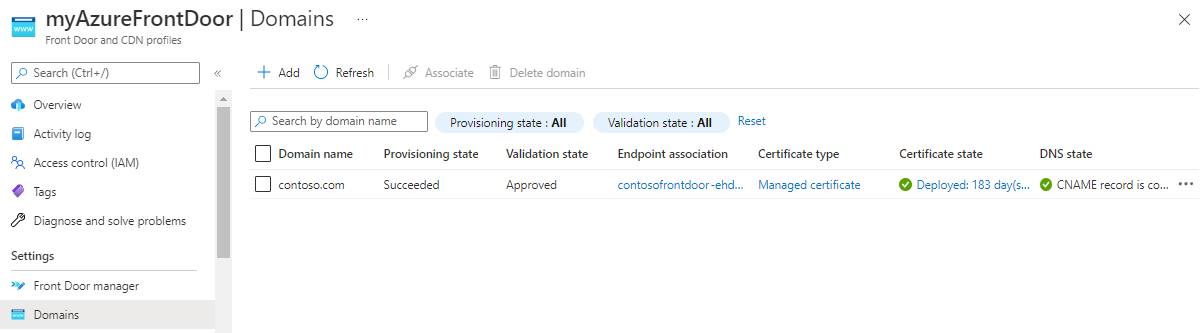 myAzureFrontDoor | Domains ...
Front Door and CDN profiles
Search (Ctrl+/) «
Overview
Activity log
Access control (IAM)
Tags
Diagnose and solve problems
Settings
Front Door manager
Domains
Add Refresh Associate Delete domain
Search by domain name Provisioning state : All Validation state : All Reset
Domain name Provisioning state Validation state Endpoint association Certificate type Certificate state DNS state
contoso.com Succeeded Approved contosofrontdoor-ehd... Managed certificate Deployed: 183 day(s... CNAME record is co... ...